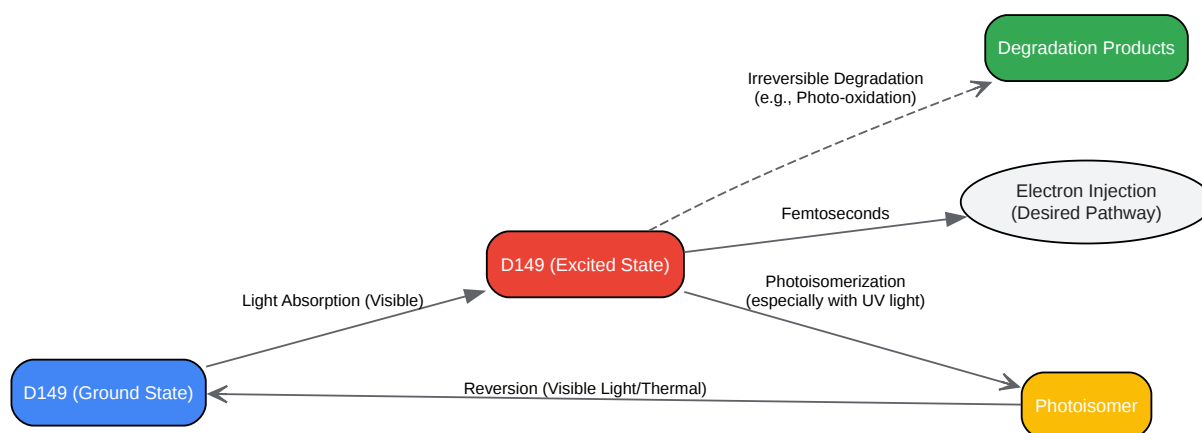 Degradation Products
Irreversible Degradation
(e.g., Photo-oxidation)
Electron Injection
(Desired Pathway)
Femtoseconds
D149 (Excited State)
Photoisomerization
(especially with UV light)
Light Absorption (Visible)
D149 (Ground State)
Reversion (Visible Light/Thermal)
Photoisomer